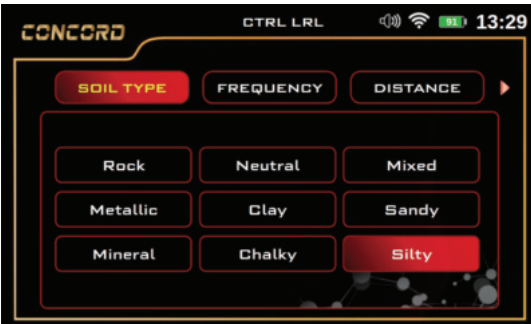 CONCORD CTRL LRL 91 13:29
SOIL TYPE FREQUENCY DISTANCE
Rock Neutral Mixed
Metallic Clay Sandy
Mineral Chalky Silty